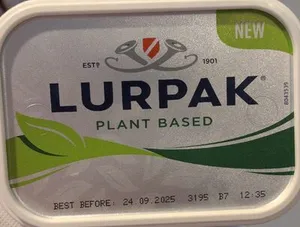 NEW
ESTD 1901
LURPAK®
PLANT BASED
BEST BEFORE: 24.09.2025 3195 B7 12:35